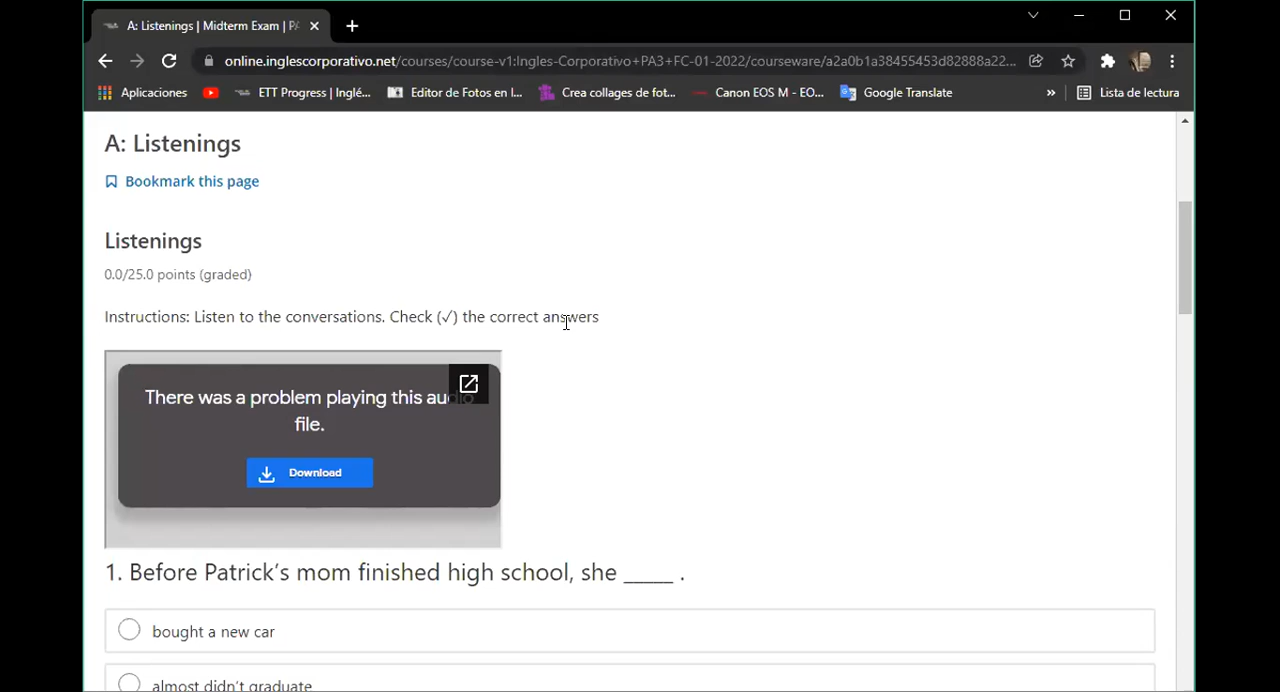 A: Listenings | Midterm Exam | PA
online.inglescorporativo.net/courses/course-v1:Ingles-Corporativo+PA3+FC-01-2022/courseware/a2a0b1a38455453d82888a22...
Aplicaciones ETT Progress | Inglé... Editor de Fotos en l... Crea collages de fot... Canon EOS M - EO... Google Translate » Lista de lectura
A: Listenings
Bookmark this page
Listenings
0.0/25.0 points (graded)
Instructions: Listen to the conversations. Check (✓) the correct answers
There was a problem playing this audio
file.
Download
1. Before Patrick’s mom finished high school, she _____ .
bought a new car
almost didn’t graduate